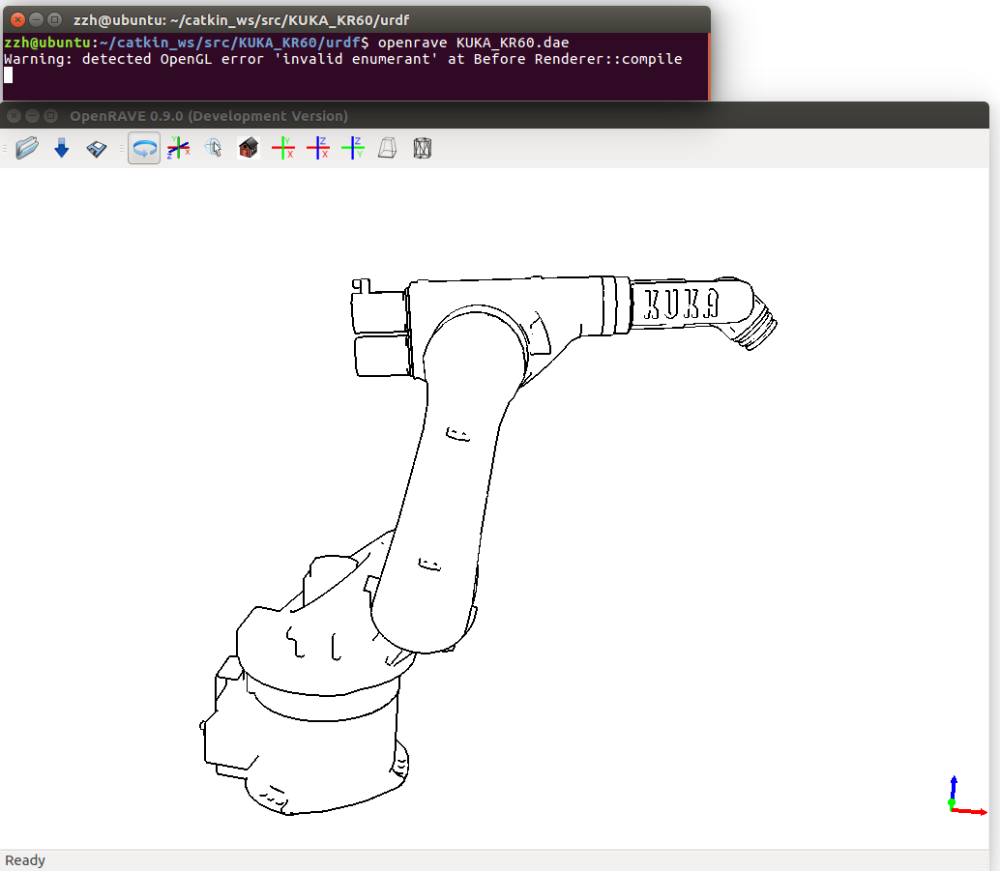 zzh@ubuntu: ~/catkin_ws/src/KUKA_KR60/urdf
zzh@ubuntu:~/catkin_ws/src/KUKA_KR60/urdf$ openrave KUKA_KR60.dae
Warning: detected OpenGL error 'invalid enumerant' at Before Renderer::compile
OpenRAVE 0.9.0 (Development Version)
KUKA
Ready